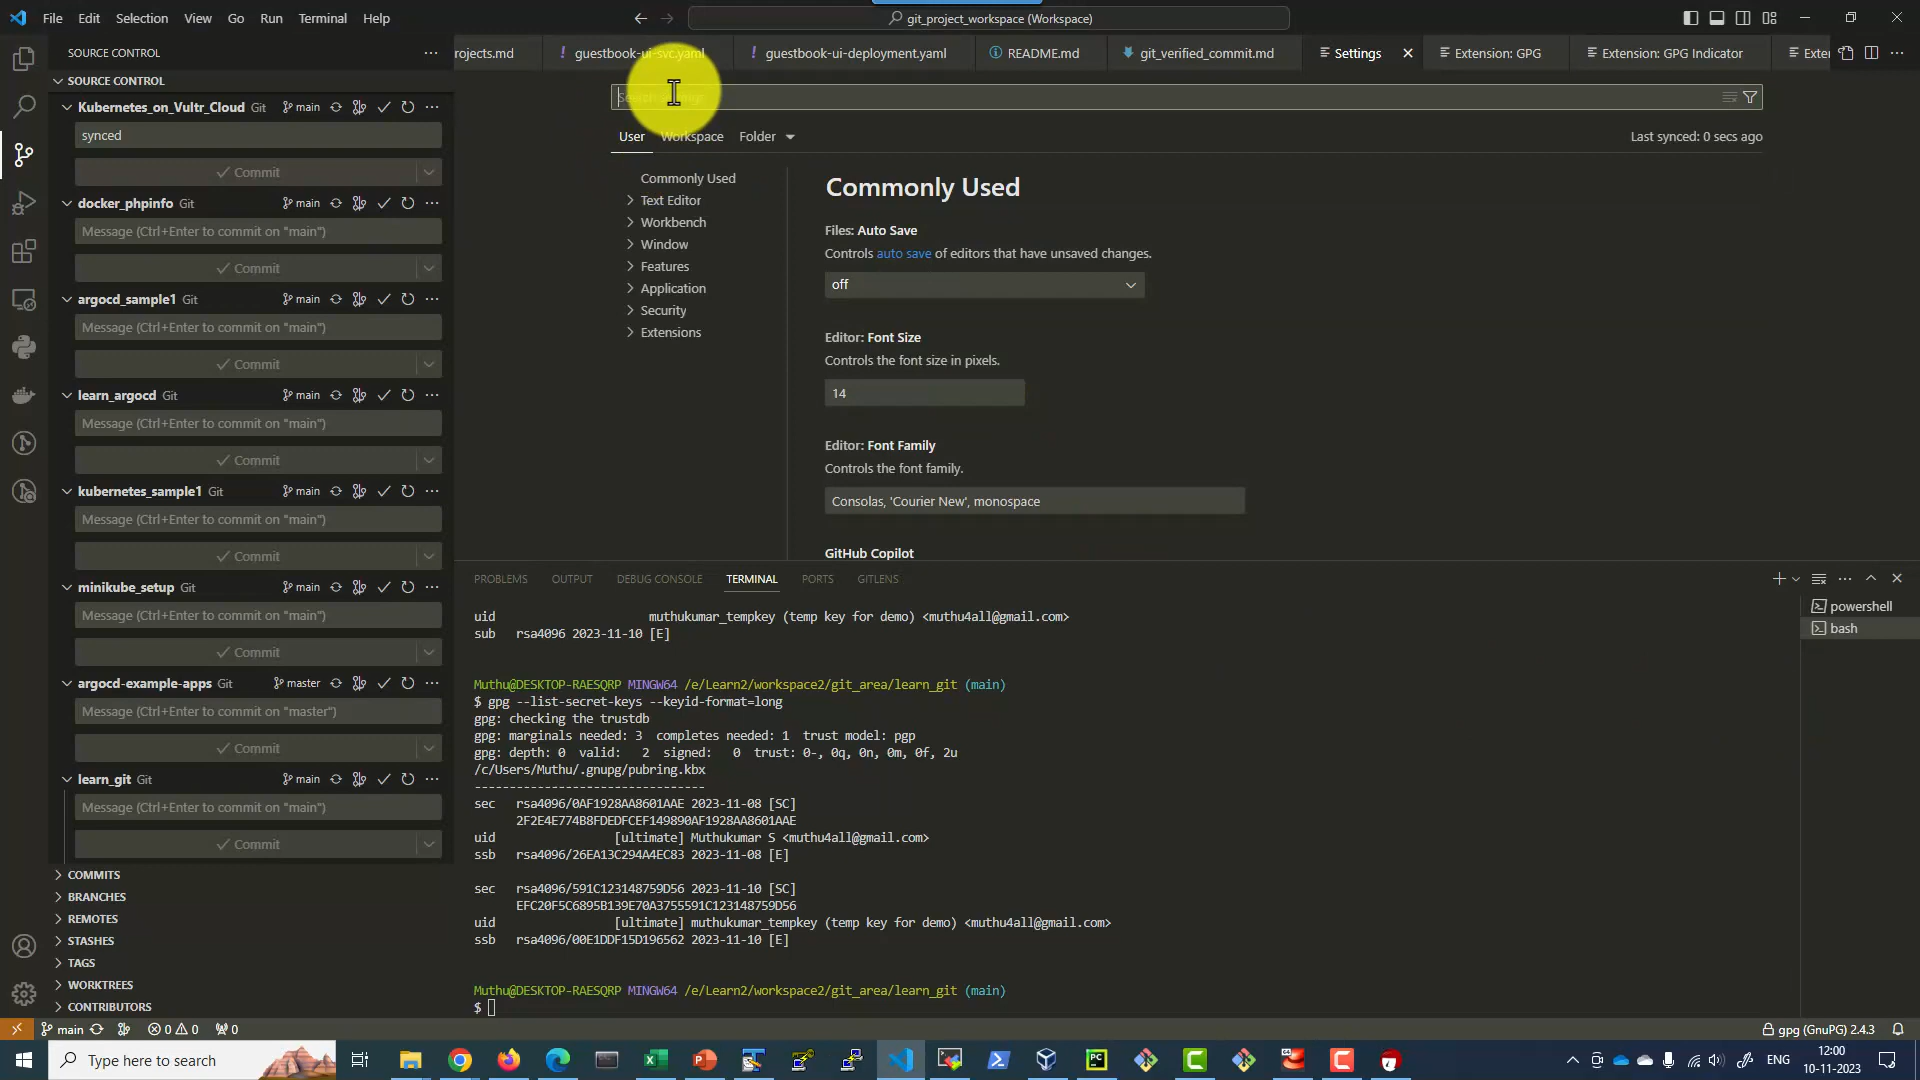 File Edit Selection View Go Run Terminal Help
git_project_workspace (Workspace)
SOURCE CONTROL
rojects.md
guestbook-ui-svc.yaml
guestbook-ui-deployment.yaml
README.md
git_verified_commit.md
Settings
Extension: GPG
Extension: GPG Indicator
Exte
SOURCE CONTROL
Kubernetes_on_Vultr_Cloud Git main
synced
Commit
docker_phpinfo Git main
Message (Ctrl+Enter to commit on "main")
Commit
argocd_sample1 Git main
Message (Ctrl+Enter to commit on "main")
Commit
learn_argocd Git main
Message (Ctrl+Enter to commit on "main")
Commit
kubernetes_sample1 Git main
Message (Ctrl+Enter to commit on "main")
Commit
minikube_setup Git main
Message (Ctrl+Enter to commit on "main")
Commit
argocd-example-apps Git master
Message (Ctrl+Enter to commit on "master")
Commit
learn_git Git main
Message (Ctrl+Enter to commit on "main")
Commit
COMMITS
BRANCHES
REMOTES
STASHES
TAGS
WORKTREES
CONTRIBUTORS
User Workspace Folder
Last synced: 0 secs ago
Commonly Used
Text Editor
Workbench
Window
Features
Application
Security
Extensions
Commonly Used
Files: Auto Save
Controls auto save of editors that have unsaved changes.
off
Editor: Font Size
Controls the font size in pixels.
14
Editor: Font Family
Controls the font family.
Consolas, 'Courier New', monospace
GitHub Copilot
PROBLEMS OUTPUT DEBUG CONSOLE TERMINAL PORTS GITLENS
powershell
bash
uid muthukumar_tempkey (temp key for demo) <muthu4all@gmail.com>
sub rsa4096 2023-11-10 [E]
Muthu@DESKTOP-RAESQRP MINGW64 /e/Learn2/workspace2/git_area/learn_git (main)
$ gpg --list-secret-keys --keyid-format=long
gpg: checking the trustdb
gpg: marginals needed: 3 completes needed: 1 trust model: pgp
gpg: depth: 0 valid: 2 signed: 0 trust: 0-, 0q, 0n, 0m, 0f, 2u
/c/Users/Muthu/.gnupg/pubring.kbx
---------------------------------
sec rsa4096/0AF1928AA8601AAE 2023-11-08 [SC]
2F2E4E774B8FDEDFCEF149890AF1928AA8601AAE
uid [ultimate] Muthukumar S <muthu4all@gmail.com>
ssb rsa4096/26EA13C294A4EC83 2023-11-08 [E]
sec rsa4096/591C123148759D56 2023-11-10 [SC]
EFC20F5C6895B139E70A3755591C123148759D56
uid [ultimate] muthukumar_tempkey (temp key for demo) <muthu4all@gmail.com>
ssb rsa4096/00E1DDF15D196562 2023-11-10 [E]
Muthu@DESKTOP-RAESQRP MINGW64 /e/Learn2/workspace2/git_area/learn_git (main)
$
main 0 0 0
gpg (GnuPG) 2.4.3
Type here to search
ENG
12:00
10-11-2023